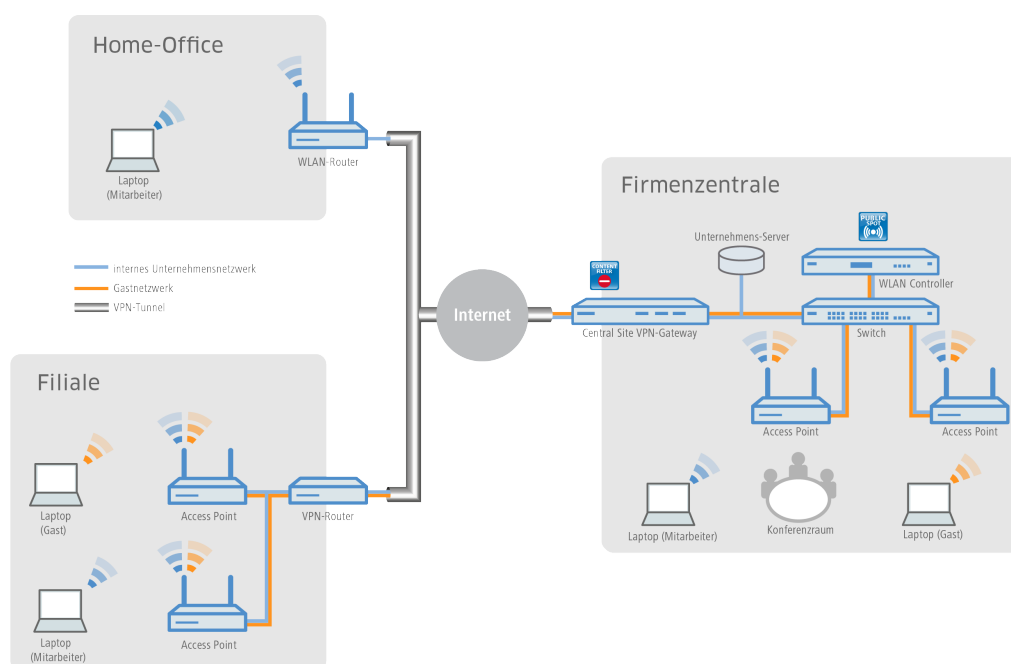 Home-Office
WLAN-Router
Laptop
(Mitarbeiter)
internes Unternehmensnetzwerk
Gastnetzwerk
VPN-Tunnel
Internet
Firmenzentrale
PUBLIC
SPOT
Unternehmens-Server
CONTENT
FILTER
WLAN Controller
Central Site VPN-Gateway
Switch
Access Point
Access Point
Laptop (Mitarbeiter)
Konferenzraum
Laptop (Gast)
Filiale
Laptop
(Gast)
Access Point
VPN-Router
Laptop
(Mitarbeiter)
Access Point